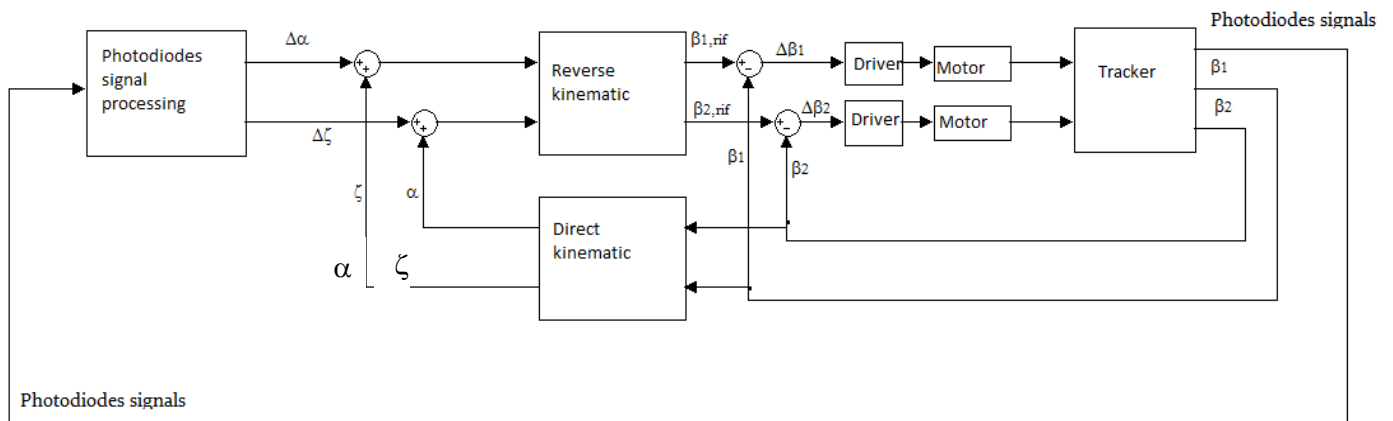 Photodiodes signals
Photodiodes
signal
processing
Δα
Δζ
+
+
+
+
ζ
α
α
ζ
Reverse
kinematic
Direct
kinematic
β1,rif
β2,rif
+
−
+
−
Δβ1
Δβ2
β1
β2
Driver
Motor
Driver
Motor
Tracker
β1
β2
Photodiodes signals